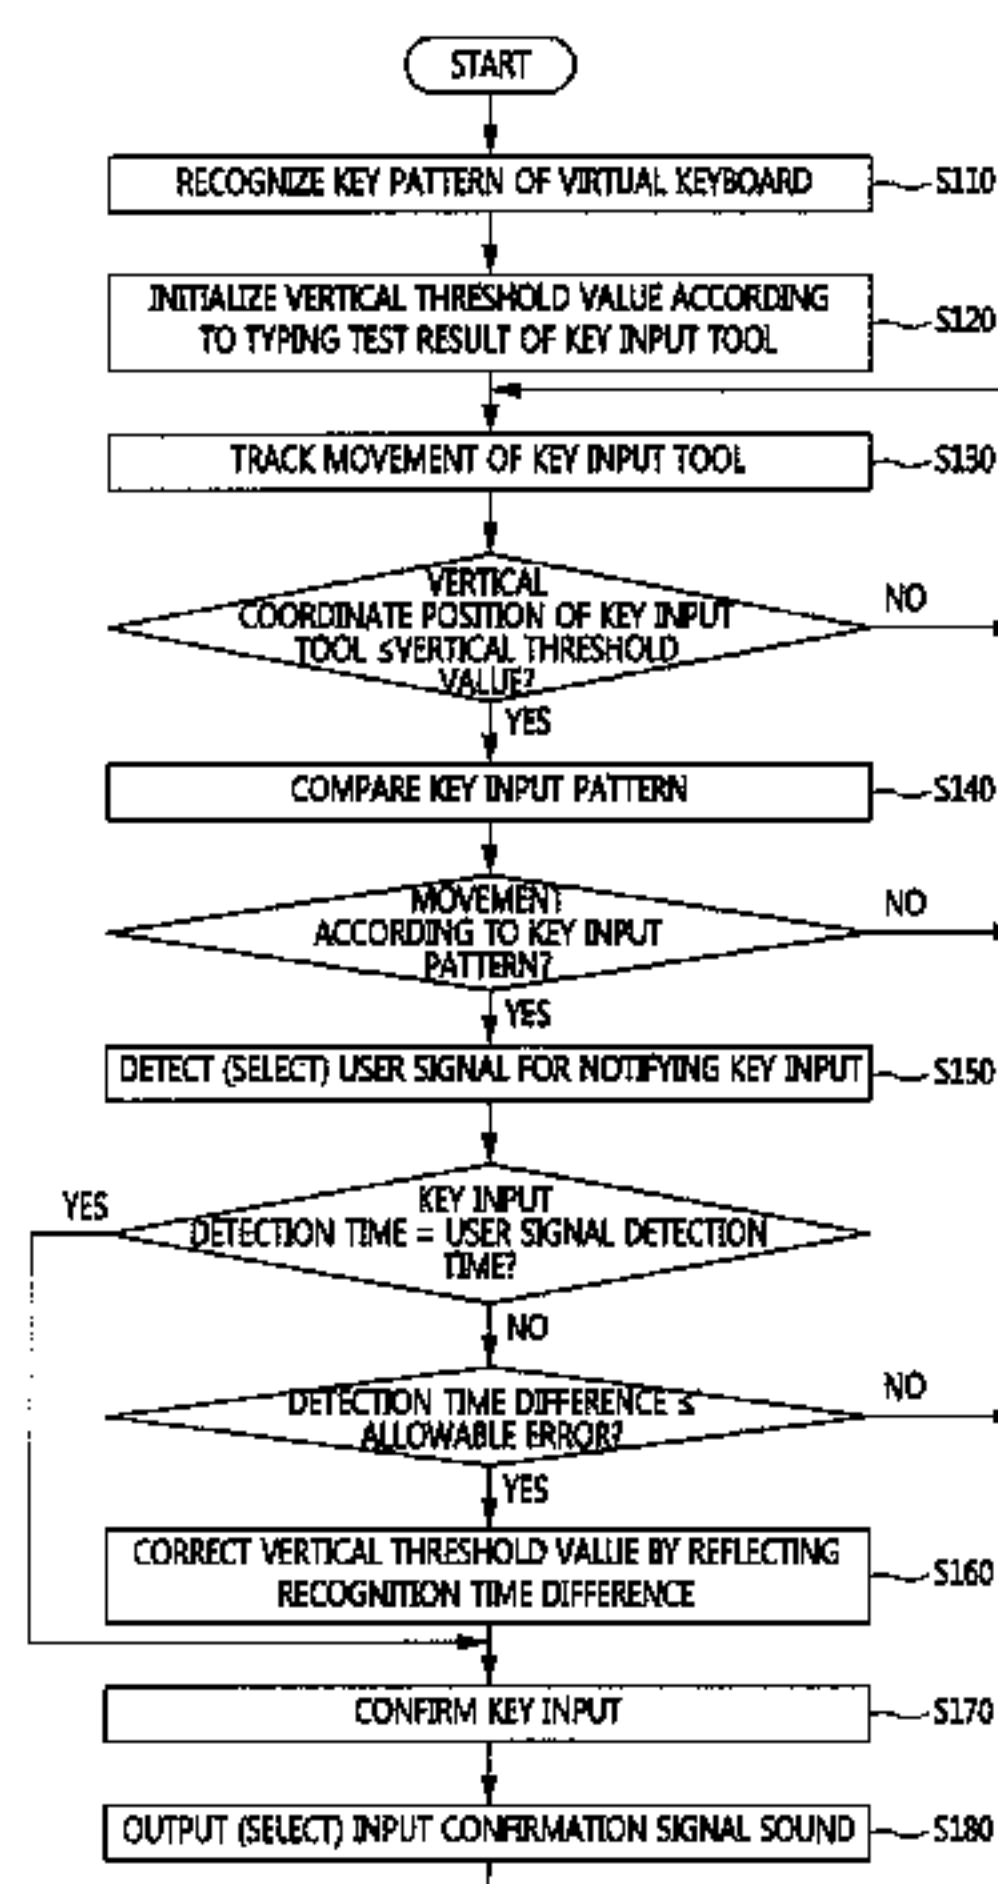 START
RECOGNIZE KEY PATTERN OF VIRTUAL KEYBOARD
S110
INITIALIZE VERTICAL THRESHOLD VALUE ACCORDING
TO TYPING TEST RESULT OF KEY INPUT TOOL
S120
TRACK MOVEMENT OF KEY INPUT TOOL
S130
VERTICAL
COORDINATE POSITION OF KEY INPUT
TOOL ≤VERTICAL THRESHOLD
VALUE?
NO
YES
COMPARE KEY INPUT PATTERN
S140
MOVEMENT
ACCORDING TO KEY INPUT
PATTERN?
NO
YES
DETECT (SELECT) USER SIGNAL FOR NOTIFYING KEY INPUT
S150
YES
KEY INPUT
DETECTION TIME = USER SIGNAL DETECTION
TIME?
NO
DETECTION TIME DIFFERENCE ≤
ALLOWABLE ERROR?
NO
YES
CORRECT VERTICAL THRESHOLD VALUE BY REFLECTING
RECOGNITION TIME DIFFERENCE
S160
CONFIRM KEY INPUT
S170
OUTPUT (SELECT) INPUT CONFIRMATION SIGNAL SOUND
S180